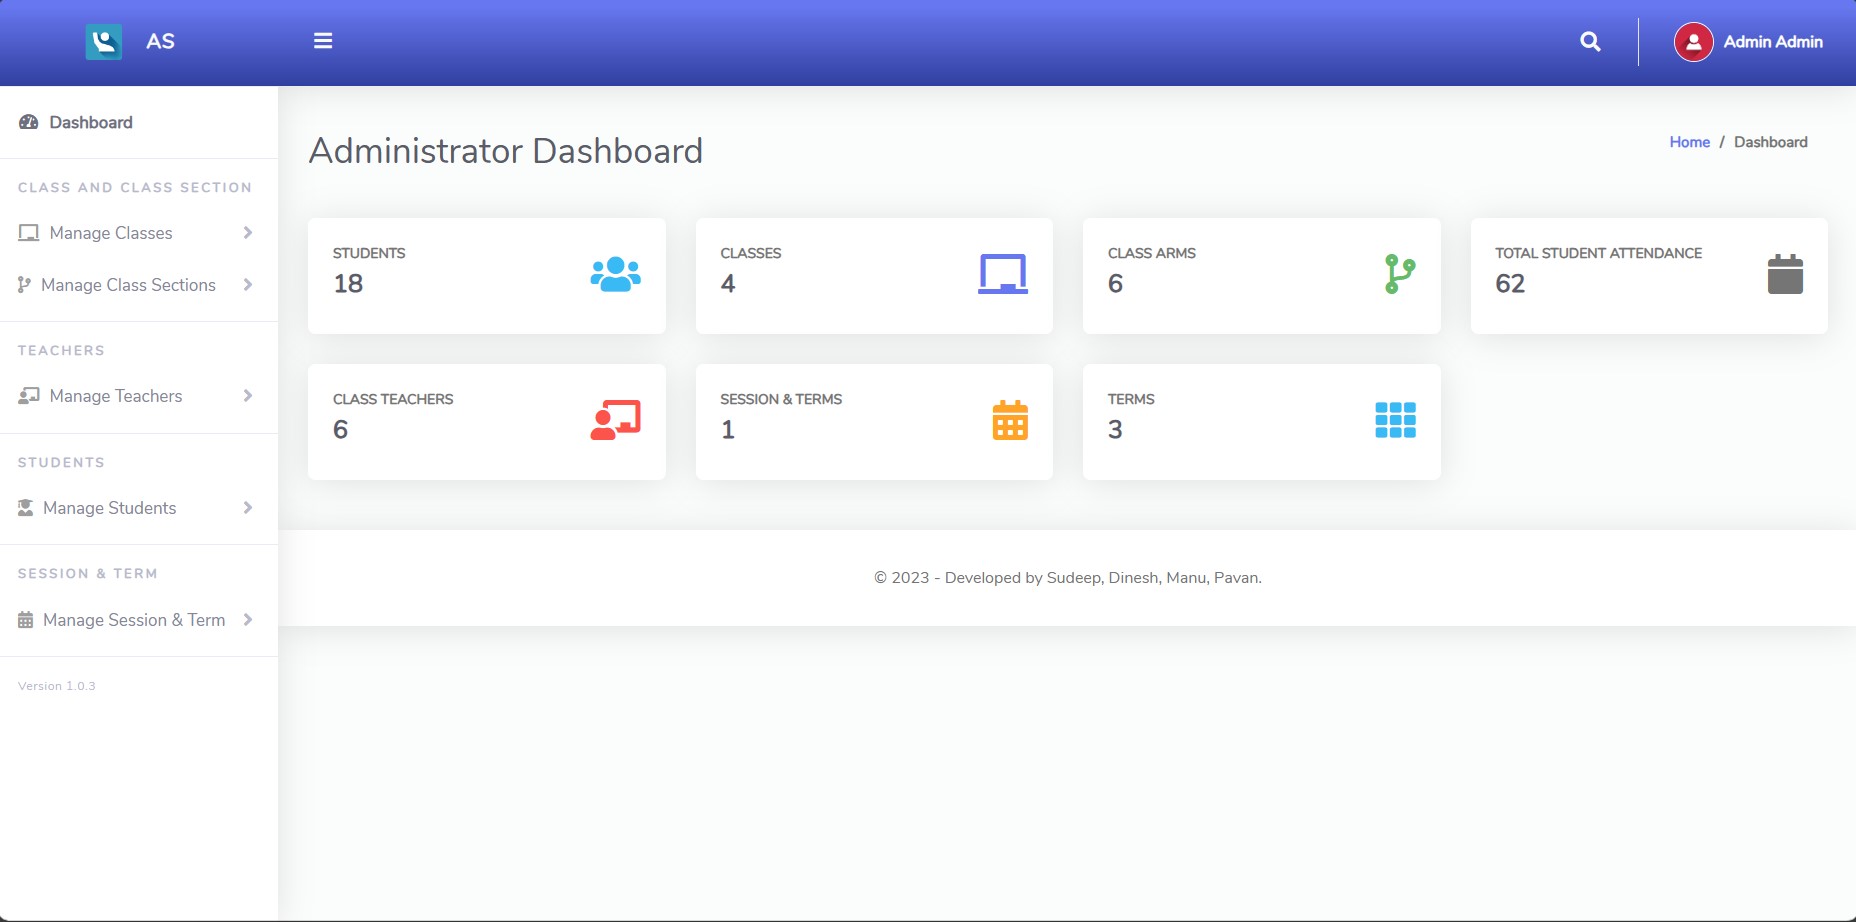 AS
Admin Admin
Dashboard
CLASS AND CLASS SECTION
Manage Classes
Manage Class Sections
TEACHERS
Manage Teachers
STUDENTS
Manage Students
SESSION & TERM
Manage Session & Term
Version 1.0.3
Administrator Dashboard
Home / Dashboard
STUDENTS
18
CLASSES
4
CLASS ARMS
6
TOTAL STUDENT ATTENDANCE
62
CLASS TEACHERS
6
SESSION & TERMS
1
TERMS
3
© 2023 - Developed by Sudeep, Dinesh, Manu, Pavan.